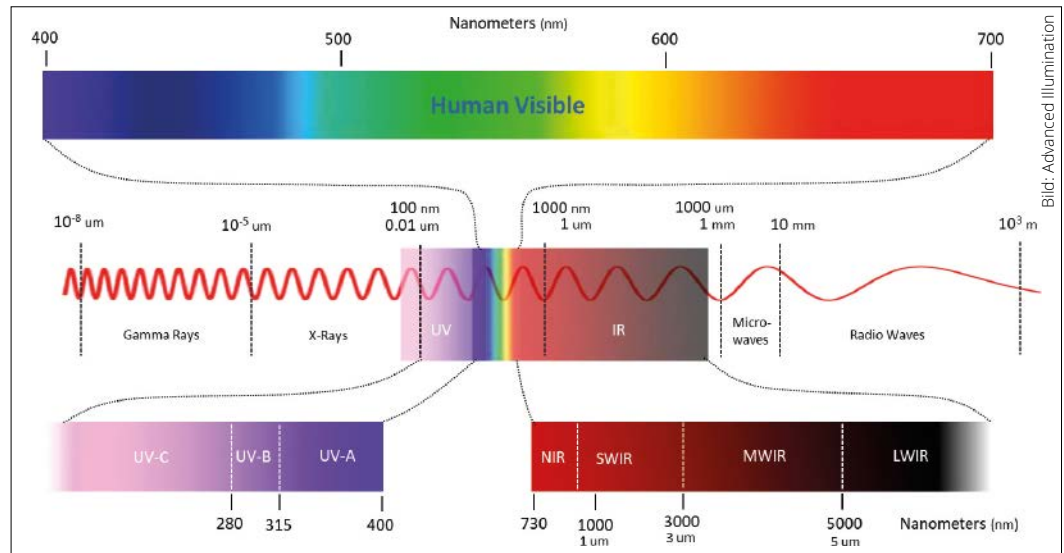 Nanometers (nm)
400 500 600 700
Human Visible
Bild: Advanced Illumination
10-8 um 10-5 um 100 nm 1000 nm 1000 um
0.01 um 1 um 1 mm 10 mm 103 m
Gamma Rays X-Rays UV IR Micro-
waves Radio Waves
UV-C UV-B UV-A NIR SWIR MWIR LWIR
280 315 400 730 1000 3000 5000 Nanometers (nm)
1 um 3 um 5 um